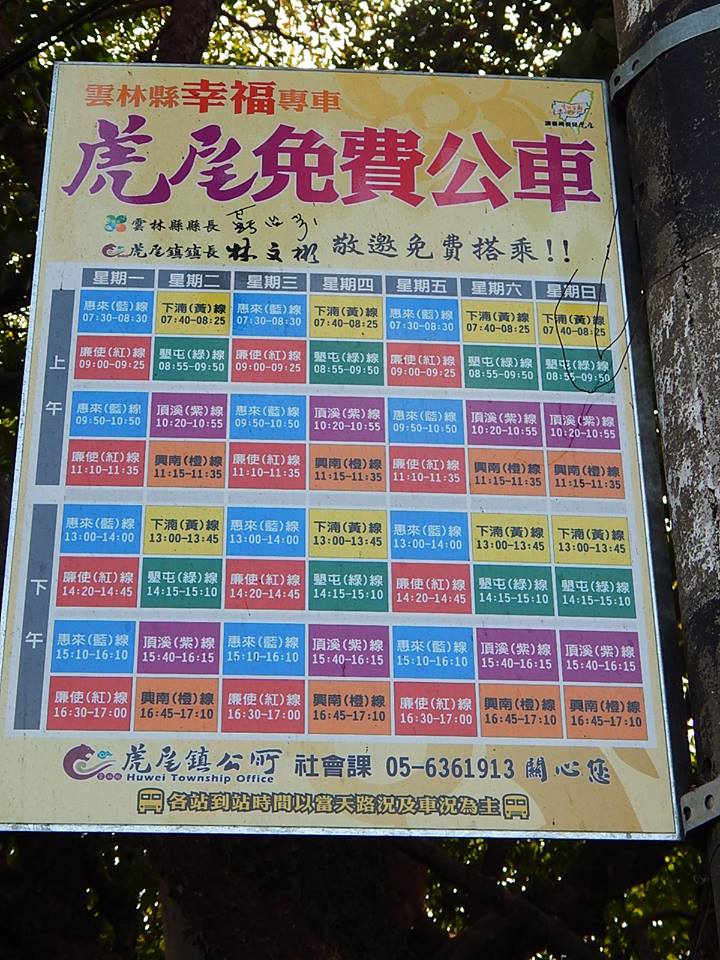 雲林縣幸福專車
虎尾免費公車
雲林縣縣長
虎尾鎮鎮長 林文彬 敬邀免費搭乘!!
星期一 星期二 星期三 星期四 星期五 星期六 星期日
上午
惠來(藍)線 下湳(黃)線 惠來(藍)線 下湳(黃)線 惠來(藍)線 下湳(黃)線 下湳(黃)線
07:30-08:30 07:40-08:25 07:30-08:30 07:40-08:25 07:30-08:30 07:40-08:25 07:40-08:25
廉使(紅)線 墾屯(綠)線 廉使(紅)線 墾屯(綠)線 廉使(紅)線 墾屯(綠)線 墾屯(綠)線
09:00-09:25 08:55-09:50 09:00-09:25 08:55-09:50 09:00-09:25 08:55-09:50 08:55-09:50
惠來(藍)線 頂溪(紫)線 惠來(藍)線 頂溪(紫)線 惠來(藍)線 頂溪(紫)線 頂溪(紫)線
09:50-10:50 10:20-10:55 09:50-10:50 10:20-10:55 09:50-10:50 10:20-10:55 10:20-10:55
廉使(紅)線 興南(橙)線 廉使(紅)線 興南(橙)線 廉使(紅)線 興南(橙)線 興南(橙)線
11:10-11:35 11:15-11:35 11:10-11:35 11:15-11:35 11:10-11:35 11:15-11:35 11:15-11:35
下午
惠來(藍)線 下湳(黃)線 惠來(藍)線 下湳(黃)線 惠來(藍)線 下湳(黃)線 下湳(黃)線
13:00-14:00 13:00-13:45 13:00-14:00 13:00-13:45 13:00-14:00 13:00-13:45 13:00-13:45
廉使(紅)線 墾屯(綠)線 廉使(紅)線 墾屯(綠)線 廉使(紅)線 墾屯(綠)線 墾屯(綠)線
14:20-14:45 14:15-15:10 14:20-14:45 14:15-15:10 14:20-14:45 14:15-15:10 14:15-15:10
惠來(藍)線 頂溪(紫)線 惠來(藍)線 頂溪(紫)線 惠來(藍)線 頂溪(紫)線 頂溪(紫)線
15:10-16:10 15:40-16:15 15:10-16:10 15:40-16:15 15:10-16:10 15:40-16:15 15:40-16:15
廉使(紅)線 興南(橙)線 廉使(紅)線 興南(橙)線 廉使(紅)線 興南(橙)線 興南(橙)線
16:30-17:00 16:45-17:10 16:30-17:00 16:45-17:10 16:30-17:00 16:45-17:10 16:45-17:10
虎尾鎮公所 社會課 05-6361913 關心您
Huwei Township Office
各站到站時間以當天路況及車況為主